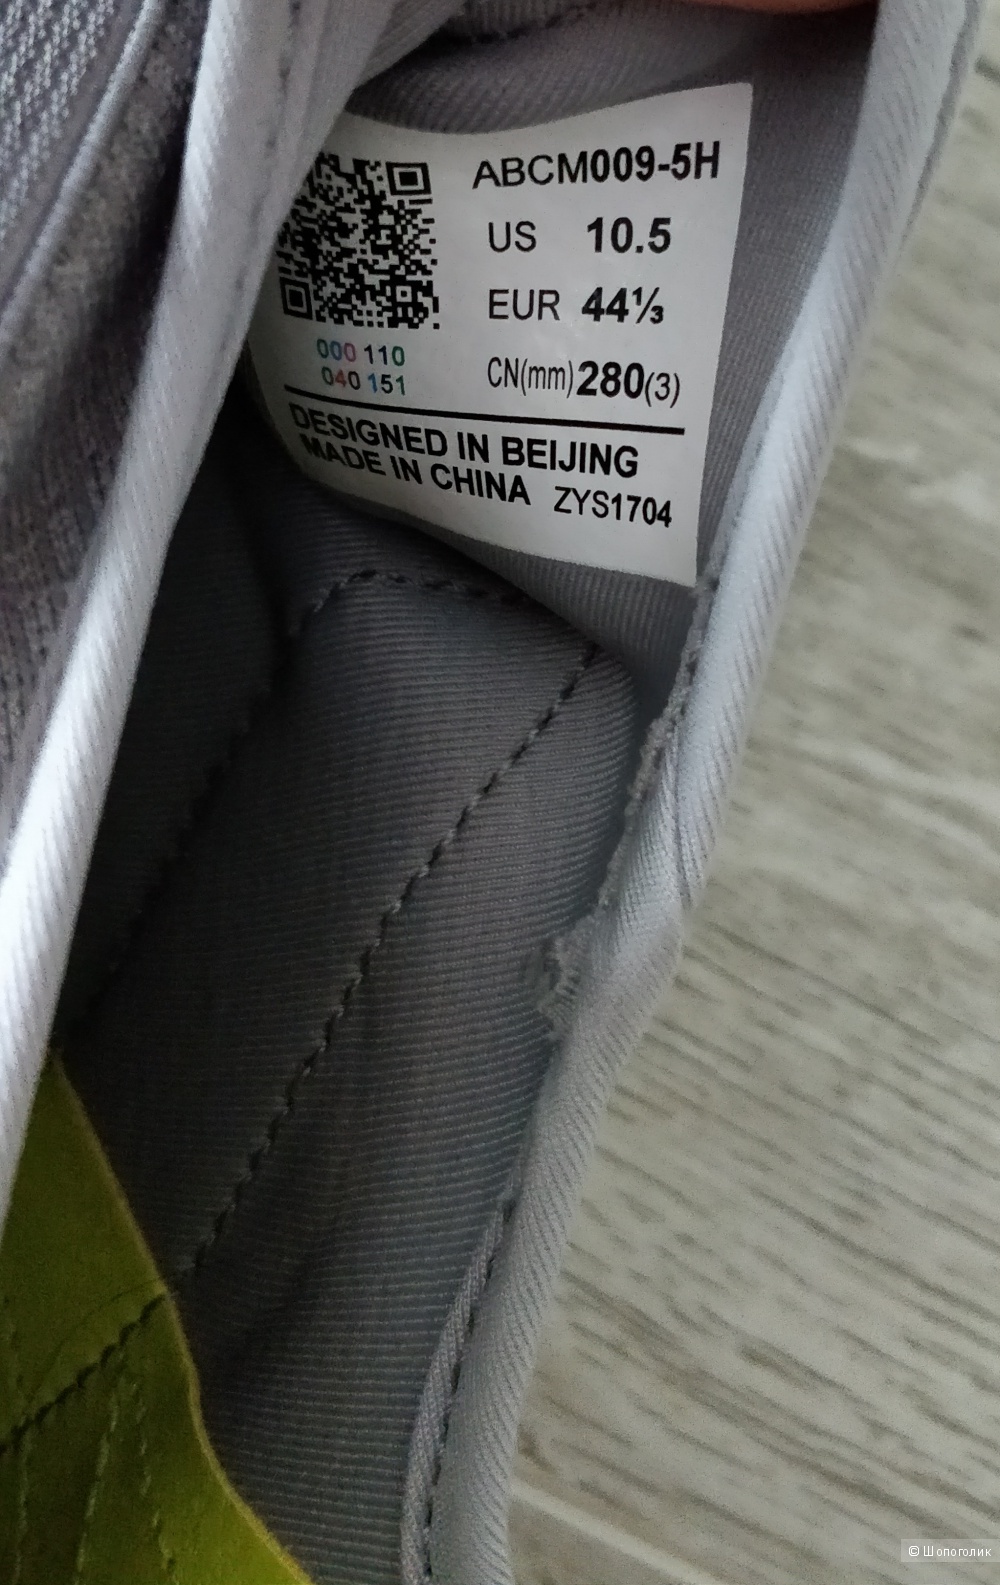 ABCM009-5H
US 10.5
EUR 44⅓
CN(mm)280(3)
000 110
040 151
DESIGNED IN BEIJING
MADE IN CHINA ZYS1704
© Шопоголик